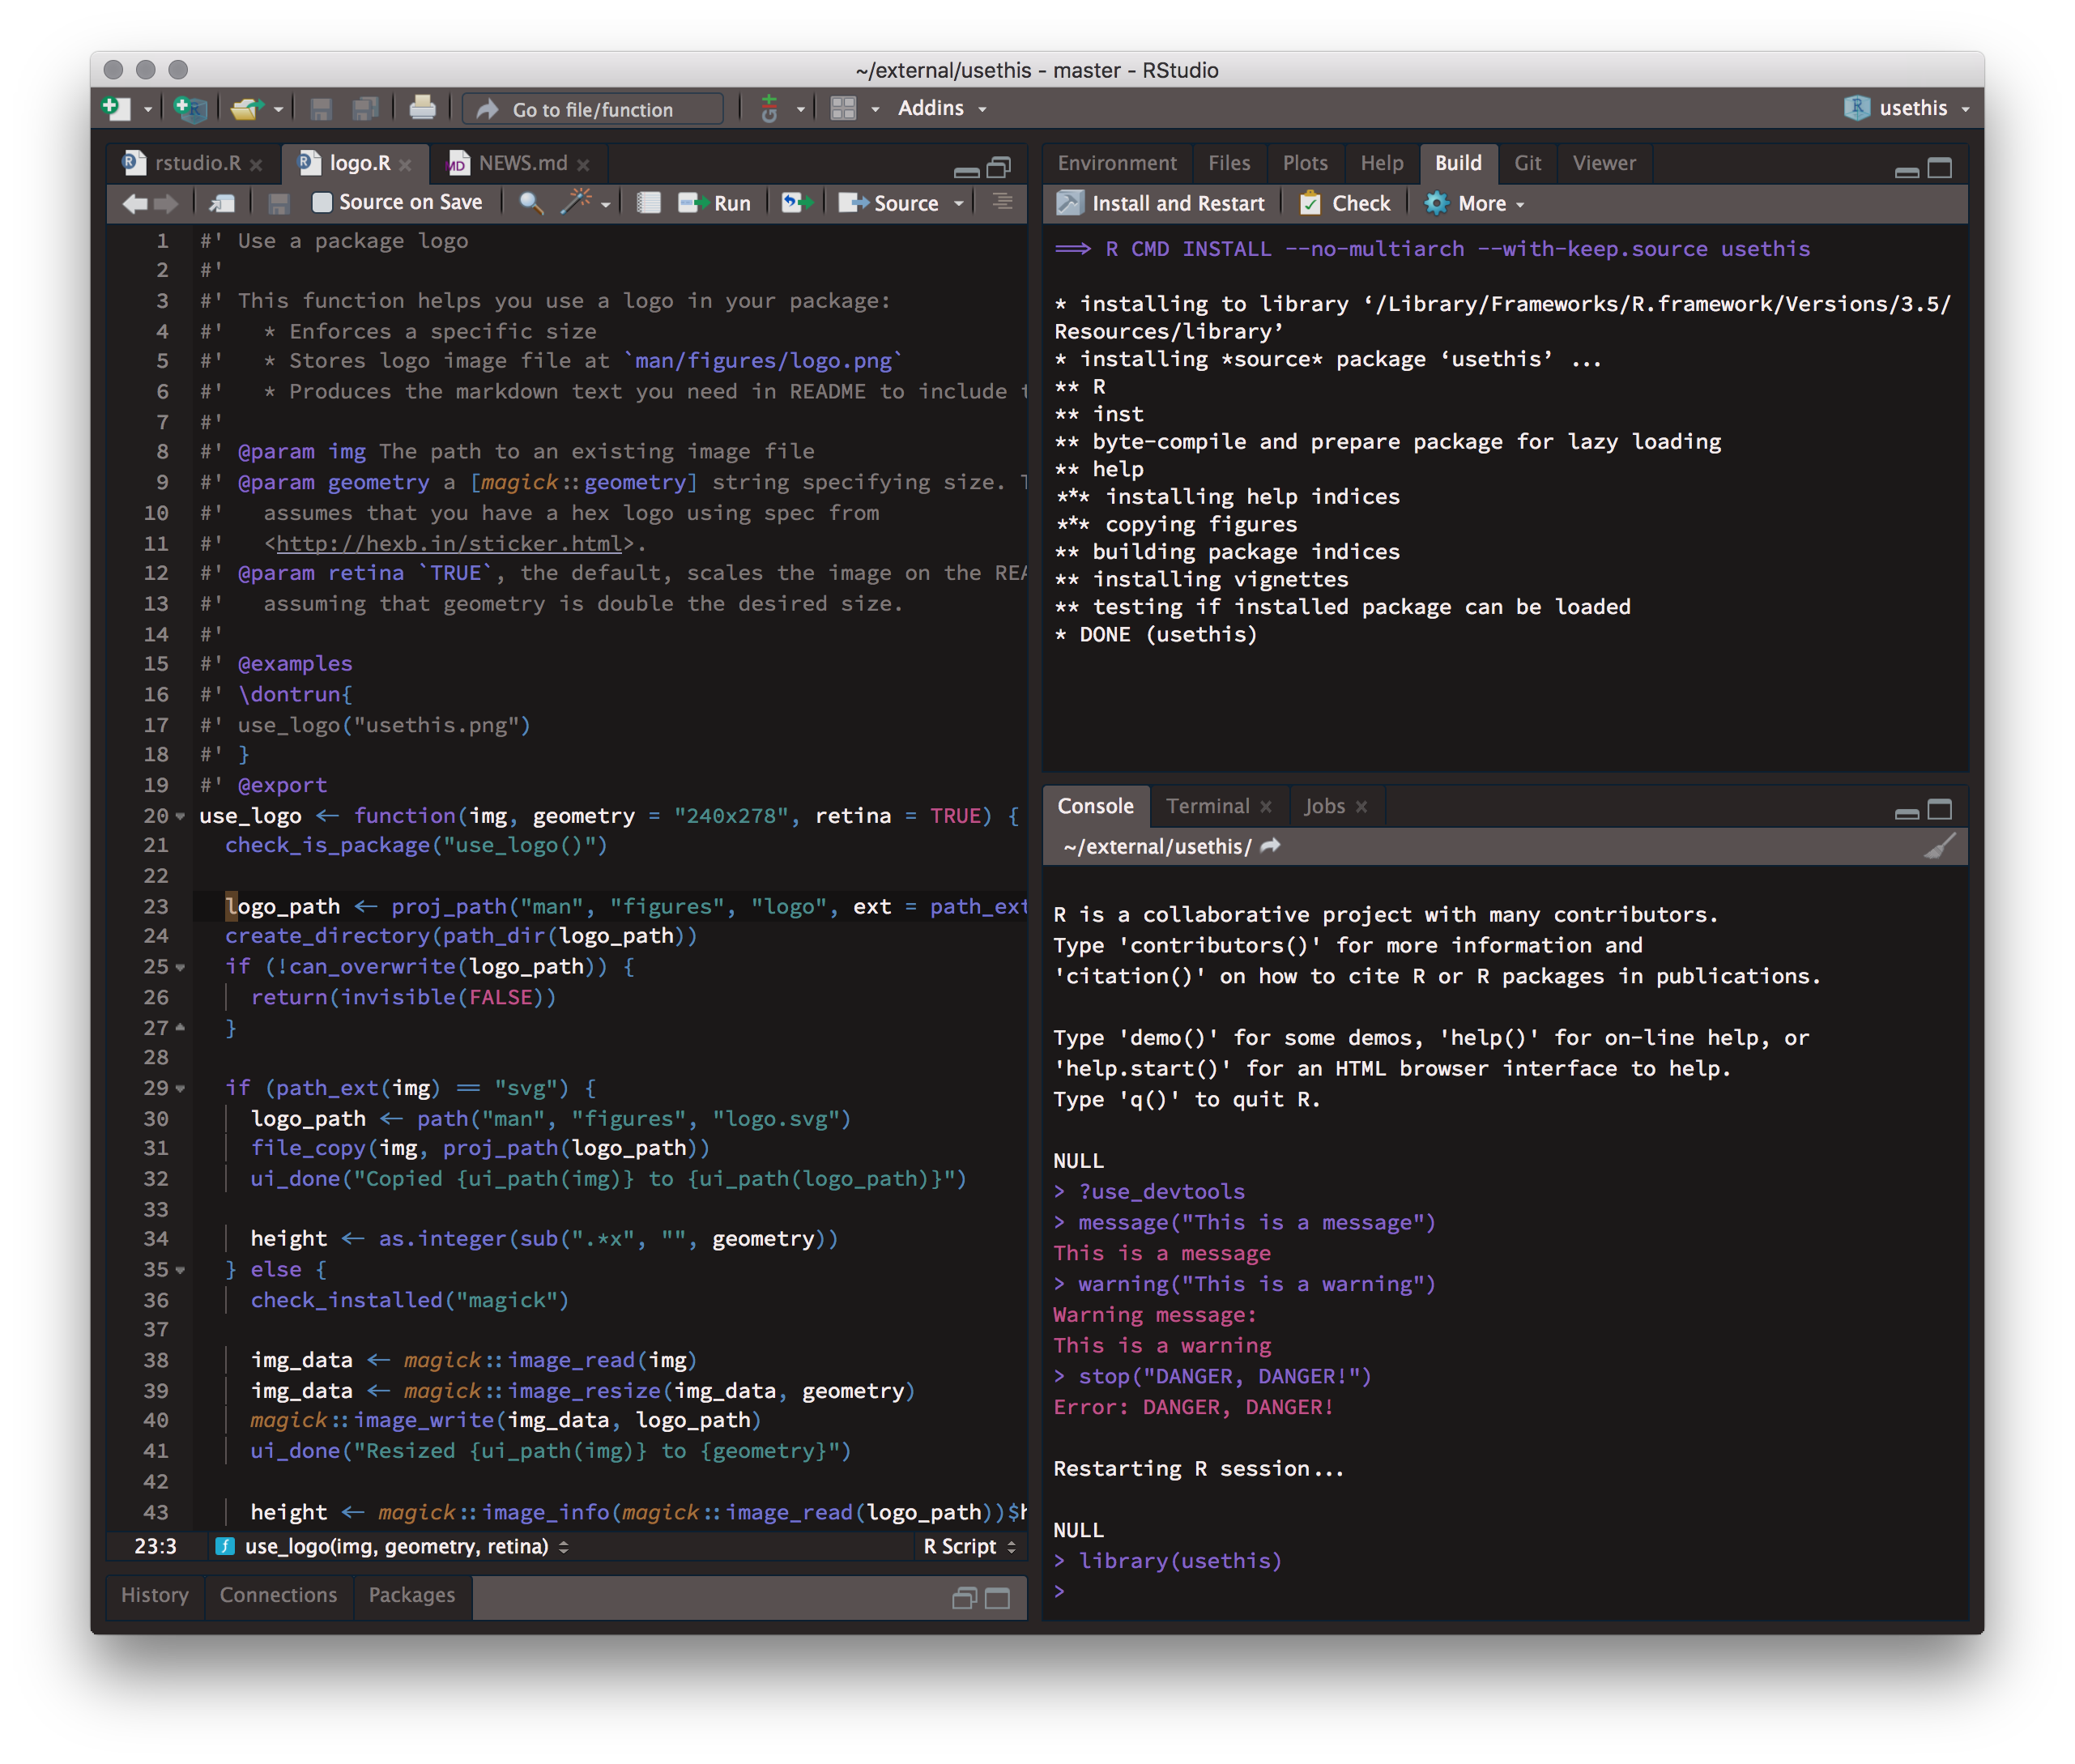 ~/external/usethis - master - RStudio
Go to file/function
Addins
usethis
rstudio.R
logo.R
MD NEWS.md
Source on Save
Run
Source
1 #' Use a package logo
2 #'
3 #' This function helps you use a logo in your package:
4 #'   * Enforces a specific size
5 #'   * Stores logo image file at `man/figures/logo.png`
6 #'   * Produces the markdown text you need in README to include
7 #'
8 #' @param img The path to an existing image file
9 #' @param geometry a [magick::geometry] string specifying size. T
10 #'   assumes that you have a hex logo using spec from
11 #'   <http://hexb.in/sticker.html>.
12 #' @param retina `TRUE`, the default, scales the image on the REA
13 #'   assuming that geometry is double the desired size.
14 #'
15 #' @examples
16 #' \dontrun{
17 #' use_logo("usethis.png")
18 #' }
19 #' @export
20 use_logo <- function(img, geometry = "240x278", retina = TRUE) {
21   check_is_package("use_logo()")
22
23   logo_path <- proj_path("man", "figures", "logo", ext = path_ext
24   create_directory(path_dir(logo_path))
25   if (!can_overwrite(logo_path)) {
26     return(invisible(FALSE))
27   }
28
29   if (path_ext(img) == "svg") {
30     logo_path <- path("man", "figures", "logo.svg")
31     file_copy(img, proj_path(logo_path))
32     ui_done("Copied {ui_path(img)} to {ui_path(logo_path)}")
33
34     height <- as.integer(sub(".*x", "", geometry))
35   } else {
36     check_installed("magick")
37
38     img_data <- magick::image_read(img)
39     img_data <- magick::image_resize(img_data, geometry)
40     magick::image_write(img_data, logo_path)
41     ui_done("Resized {ui_path(img)} to {geometry}")
42
43     height <- magick::image_info(magick::image_read(logo_path))$h
23:3
use_logo(img, geometry, retina)
R Script
History
Connections
Packages
Environment
Files
Plots
Help
Build
Git
Viewer
Install and Restart
Check
More
==> R CMD INSTALL --no-multiarch --with-keep.source usethis
* installing to library ‘/Library/Frameworks/R.framework/Versions/3.5/
Resources/library’
* installing *source* package ‘usethis’ ...
** R
** inst
** byte-compile and prepare package for lazy loading
** help
*** installing help indices
*** copying figures
** building package indices
** installing vignettes
** testing if installed package can be loaded
* DONE (usethis)
Console
Terminal
Jobs
~/external/usethis/
R is a collaborative project with many contributors.
Type 'contributors()' for more information and
'citation()' on how to cite R or R packages in publications.
Type 'demo()' for some demos, 'help()' for on-line help, or
'help.start()' for an HTML browser interface to help.
Type 'q()' to quit R.
NULL
> ?use_devtools
> message("This is a message")
This is a message
> warning("This is a warning")
Warning message:
This is a warning
> stop("DANGER, DANGER!")
Error: DANGER, DANGER!
Restarting R session...
NULL
> library(usethis)
>